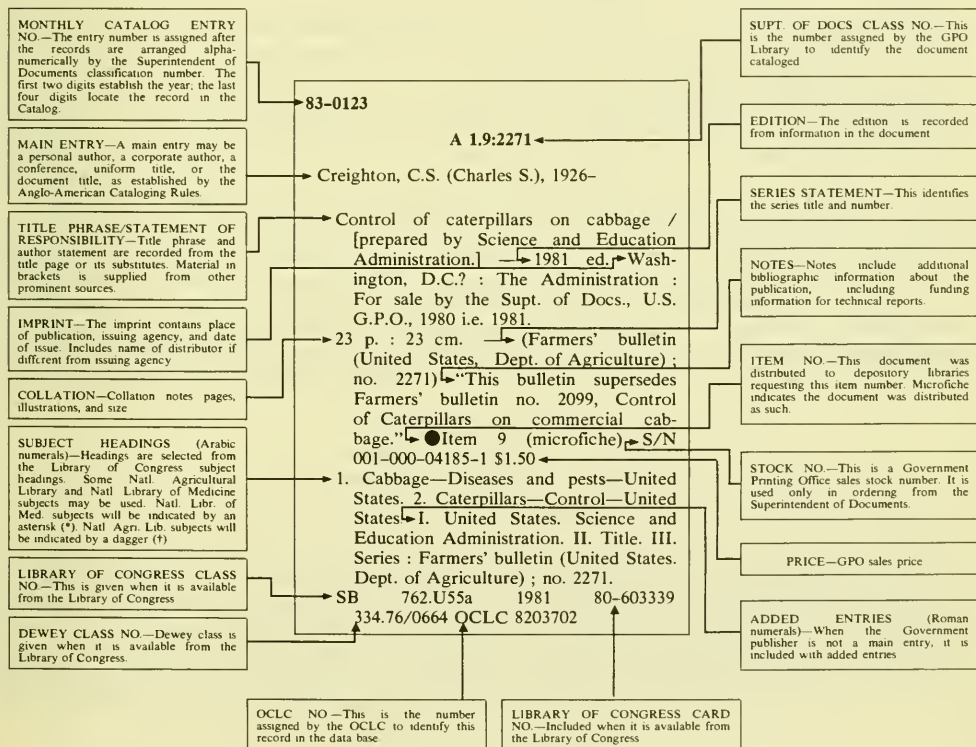 MONTHLY CATALOG ENTRY
NO.—The entry number is assigned after
the records are arranged alpha-
numerically by the Superintendent of
Documents classification number. The
first two digits establish the year; the last
four digits locate the record in the
Catalog.
MAIN ENTRY—A main entry may be
a personal author, a corporate author, a
conference, uniform title, or the
document title, as established by the
Anglo-American Cataloging Rules.
TITLE PHRASE/STATEMENT OF
RESPONSIBILITY—Title phrase and
author statement are recorded from the
title page or its substitutes. Material in
brackets is supplied from other
prominent sources.
IMPRINT—The imprint contains place
of publication, issuing agency, and date
of issue. Includes name of distributor if
different from issuing agency
COLLATION—Collation notes pages,
illustrations, and size
SUBJECT HEADINGS (Arabic
numerals)—Headings are selected from
the Library of Congress subject
headings. Some Natl. Agricultural
Library and Natl Library of Medicine
subjects may be used. Natl. Libr. of
Med. subjects will be indicated by an
asterisk (*). Natl Agri. Lib. subjects will
be indicated by a dagger (†)
LIBRARY OF CONGRESS CLASS
NO.—This is given when it is available
from the Library of Congress
DEWEY CLASS NO.—Dewey class is
given when it is available from the
Library of Congress.
83-0123
A 1.9:2271
Creighton, C.S. (Charles S.), 1926–
Control of caterpillars on cabbage /
[prepared by Science and Education
Administration.] — 1981 ed. Wash-
ington, D.C.? : The Administration :
For sale by the Supt. of Docs., U.S.
G.P.O., 1980 i.e. 1981.
23 p. : 23 cm. — (Farmers' bulletin
(United States, Dept. of Agriculture) ;
no. 2271) "This bulletin supersedes
Farmers' bulletin no. 2099, Control
of Caterpillars on commercial cab-
bage." ●Item 9 (microfiche) S/N
001-000-04185-1 $1.50
1. Cabbage—Diseases and pests—United
States. 2. Caterpillars—Control—United
States I. United States. Science and
Education Administration. II. Title. III.
Series : Farmers' bulletin (United States.
Dept. of Agriculture) ; no. 2271.
SB 762.U55a 1981 80-603339
334.76/0664 OCLC 8203702
SUPT. OF DOCS CLASS NO.—This
is the number assigned by the GPO
Library to identify the document
cataloged
EDITION—The edition is recorded
from information in the document
SERIES STATEMENT—This identifies
the series title and number.
NOTES—Notes include additional
bibliographic information about the
publication, including funding
information for technical reports.
ITEM NO.—This document was
distributed to depository libraries
requesting this item number. Microfiche
indicates the document was distributed
as such.
STOCK NO.—This is a Government
Printing Office sales stock number. It is
used only in ordering from the
Superintendent of Documents.
PRICE—GPO sales price
ADDED ENTRIES (Roman
numerals)—When the Government
publisher is not a main entry, it is
included with added entries
OCLC NO—This is the number
assigned by the OCLC to identify this
record in the data base
LIBRARY OF CONGRESS CARD
NO.—Included when it is available from
the Library of Congress